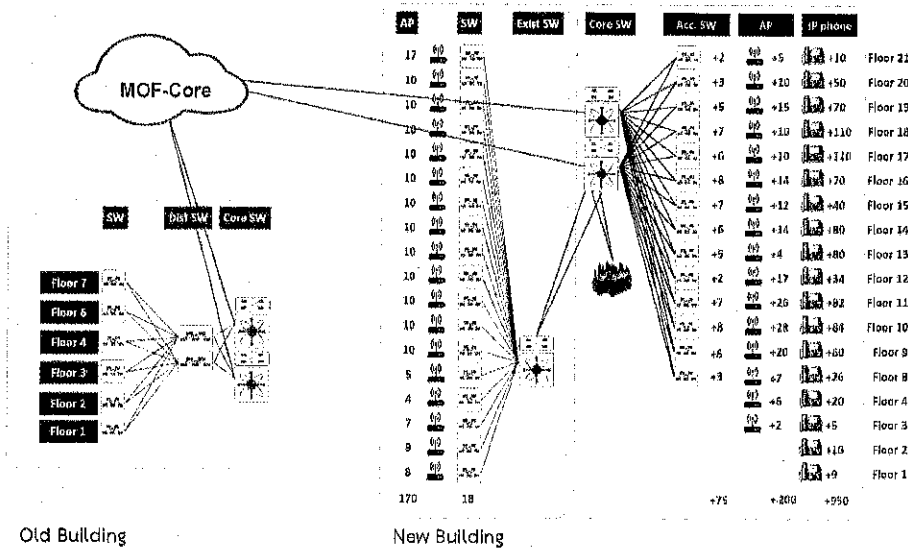 AP SW Exist SW Core SW Acc. SW AP IP phone
MOF-Core
17 +2 +5 +10 Floor 21
10 +3 +20 +50 Floor 20
10 +5 +15 +70 Floor 19
10 +7 +10 +110 Floor 18
10 +6 +10 +110 Floor 17
10 +8 +14 +70 Floor 16
10 +7 +12 +40 Floor 15
10 +6 +14 +80 Floor 14
10 +5 +4 +80 Floor 13
10 +2 +17 +34 Floor 12
10 +7 +26 +82 Floor 11
10 +8 +28 +84 Floor 10
10 +6 +20 +60 Floor 9
5 +3 +7 +26 Floor 8
4 +6 +20 Floor 4
7 +2 +5 Floor 3
9 +10 Floor 2
8 +9 Floor 1
170 18 +75 +200 +950
SW Dist SW Core SW
Floor 7
Floor 6
Floor 4
Floor 3
Floor 2
Floor 1
Old Building
New Building